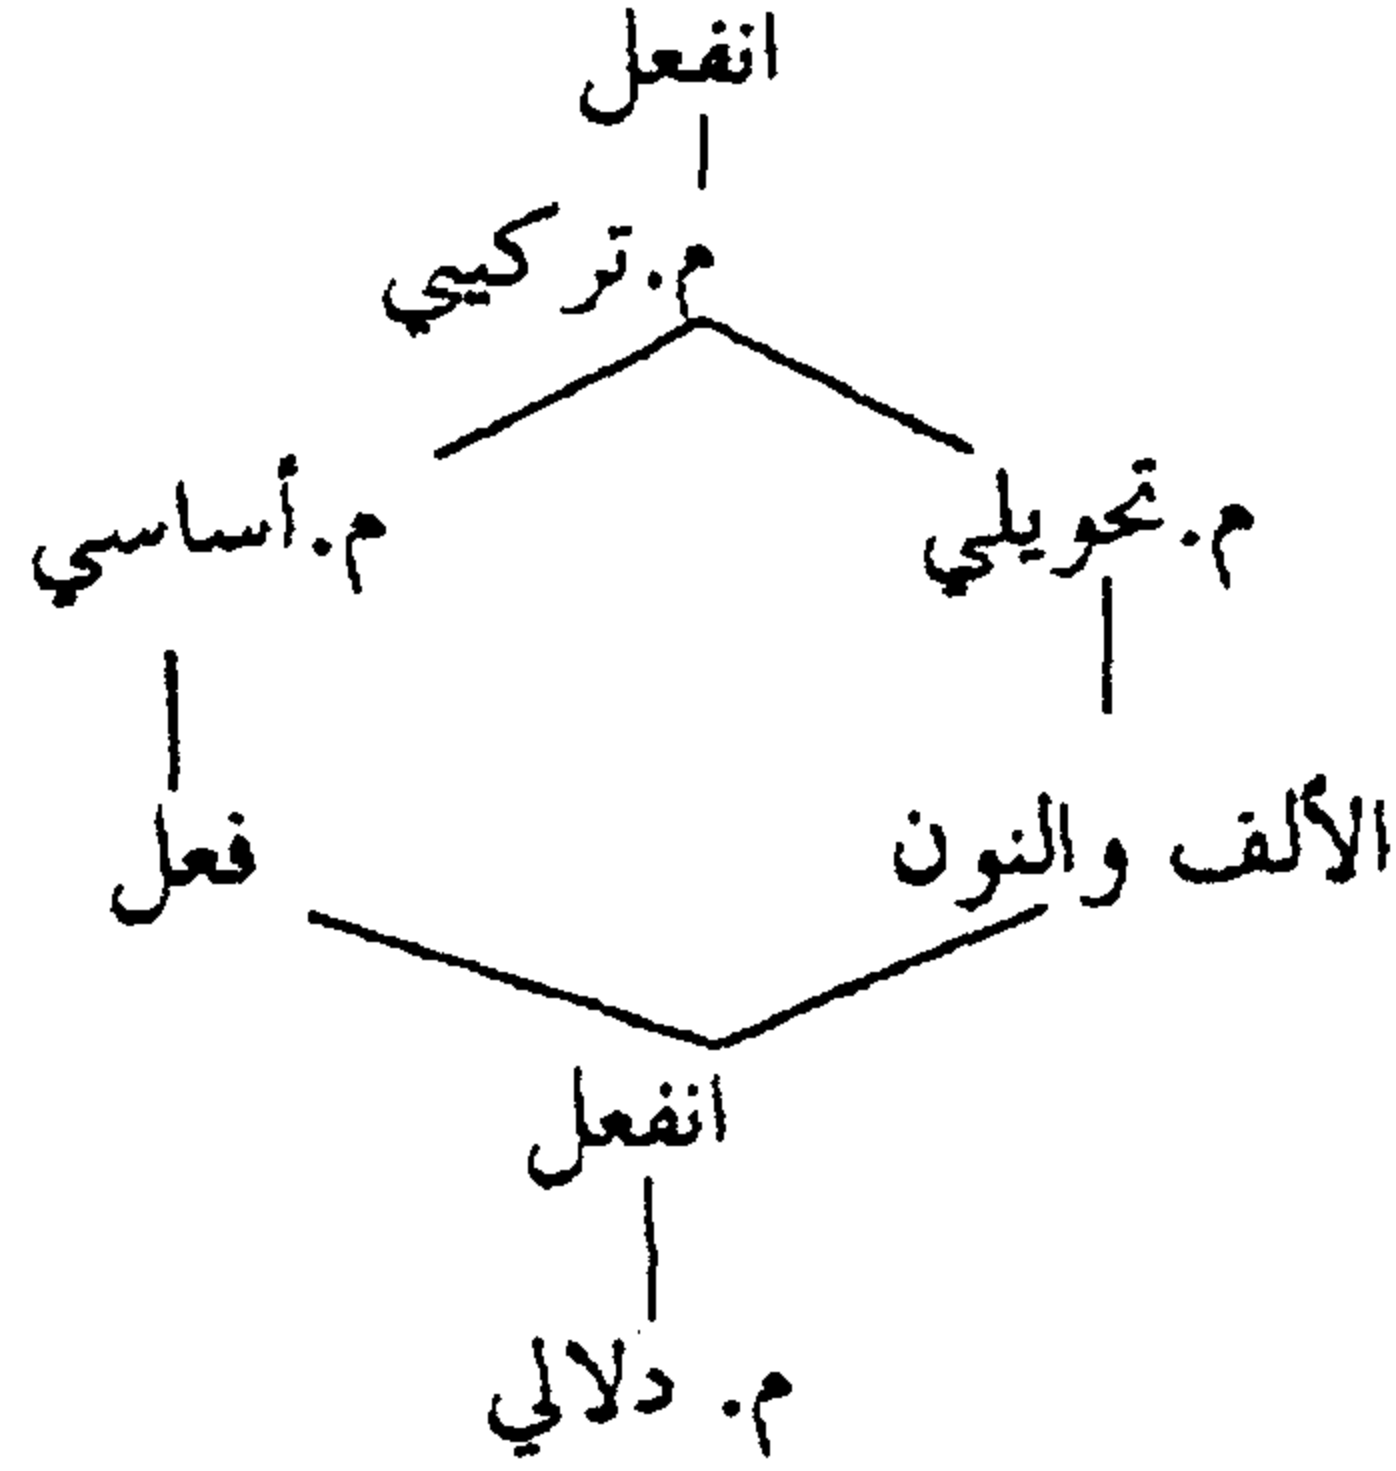 انفعل
م.تركيبي
م.تحويلي
م.أساسي
الألف والنون
فعل
انفعل
م. دلالي